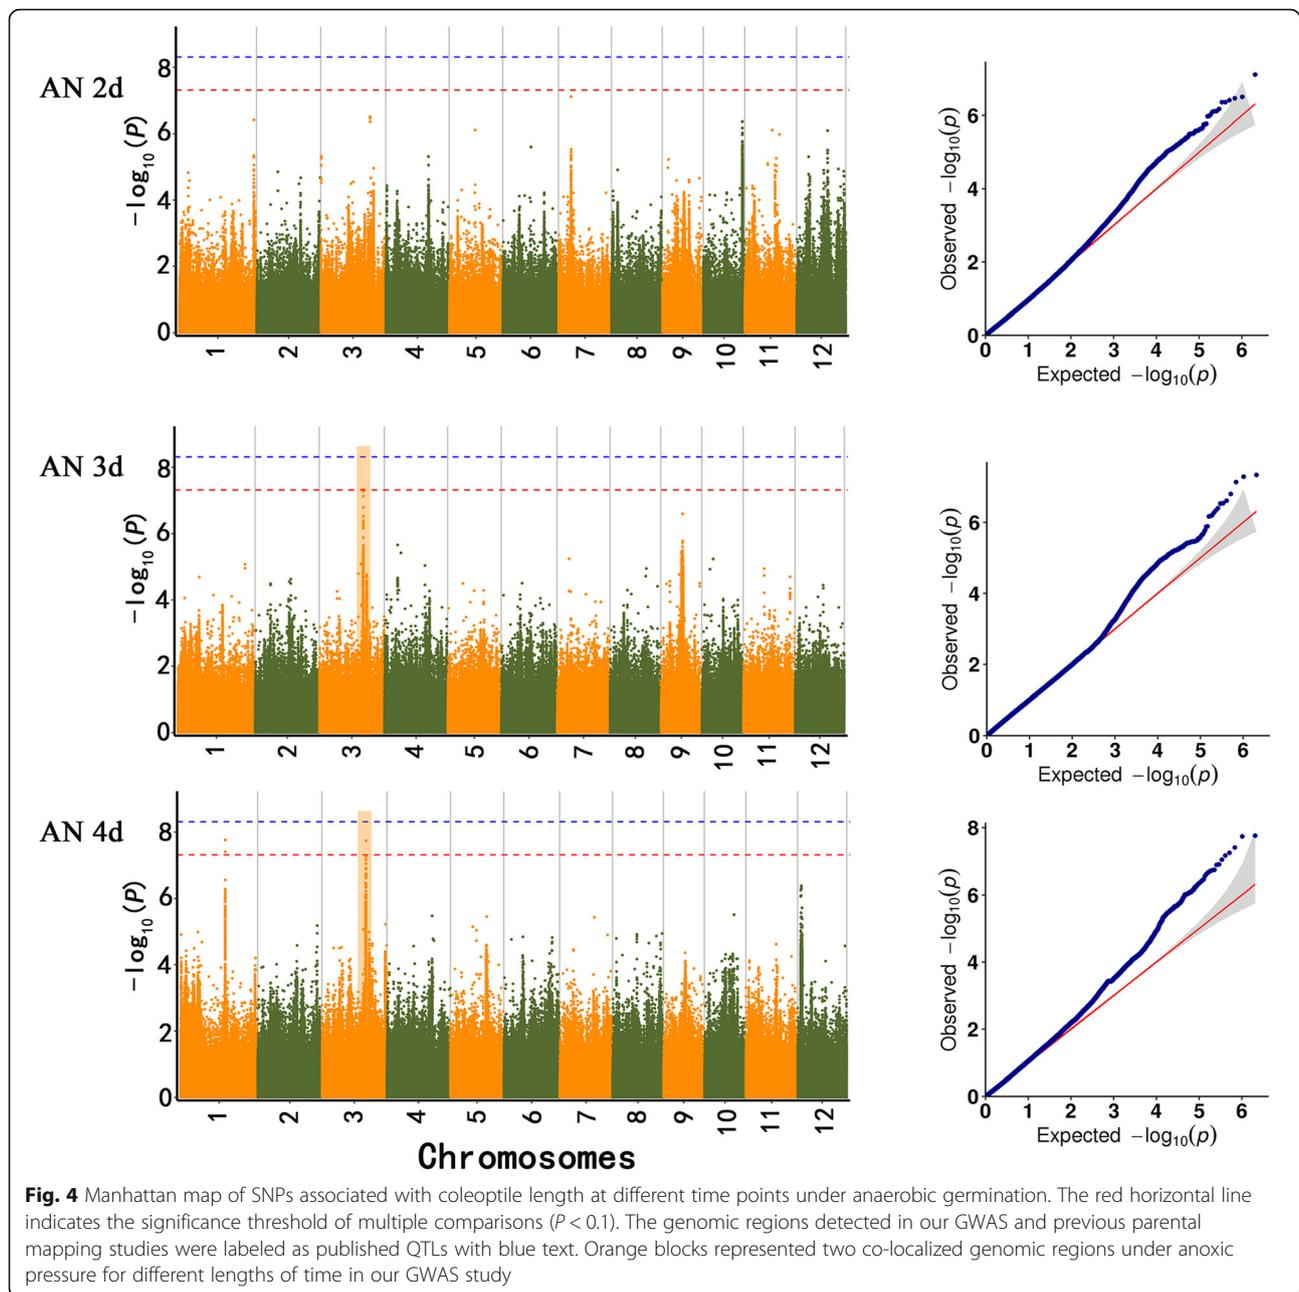 AN 2d
−log10(P)
8
6
4
2
0
1 2 3 4 5 6 7 8 9 10 11 12
Observed −log10(p)
6
4
2
0
0 1 2 3 4 5 6
Expected −log10(p)
AN 3d
−log10(P)
8
6
4
2
0
1 2 3 4 5 6 7 8 9 10 11 12
Observed −log10(p)
6
4
2
0
0 1 2 3 4 5 6
Expected −log10(p)
AN 4d
−log10(P)
8
6
4
2
0
1 2 3 4 5 6 7 8 9 10 11 12
Chromosomes
Observed −log10(p)
8
6
4
2
0
0 1 2 3 4 5 6
Expected −log10(p)
Fig. 4 Manhattan map of SNPs associated with coleoptile length at different time points under anaerobic germination. The red horizontal line
indicates the significance threshold of multiple comparisons (P < 0.1). The genomic regions detected in our GWAS and previous parental
mapping studies were labeled as published QTLs with blue text. Orange blocks represented two co-localized genomic regions under anoxic
pressure for different lengths of time in our GWAS study